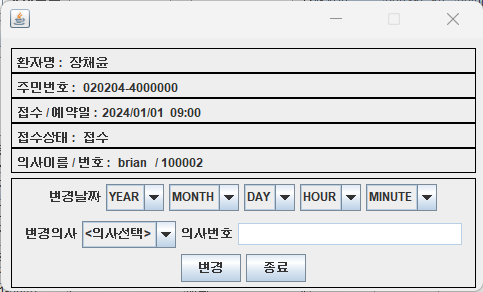 환자명 : 장채윤
주민번호 : 020204-4000000
접수 / 예약일 : 2024/01/01 09:00
접수상태 : 접수
의사이름 / 번호 : brian / 100002
변경날짜 YEAR MONTH DAY HOUR MINUTE
변경의사 <의사선택> 의사번호
변경 종료